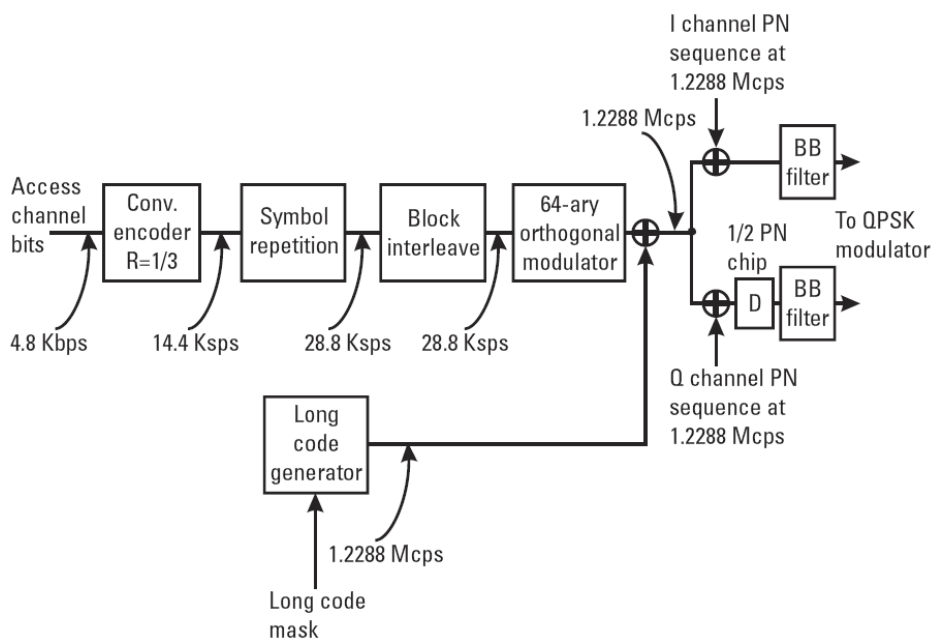 I channel PN
sequence at
1.2288 Mcps
1.2288 Mcps
BB
filter
Access
channel
bits
Conv.
encoder
R=1/3
Symbol
repetition
Block
interleave
64-ary
orthogonal
modulator
1/2 PN
chip
To QPSK
modulator
D
BB
filter
4.8 Kbps
14.4 Ksps
28.8 Ksps
28.8 Ksps
Q channel PN
sequence at
1.2288 Mcps
Long
code
generator
1.2288 Mcps
Long code
mask